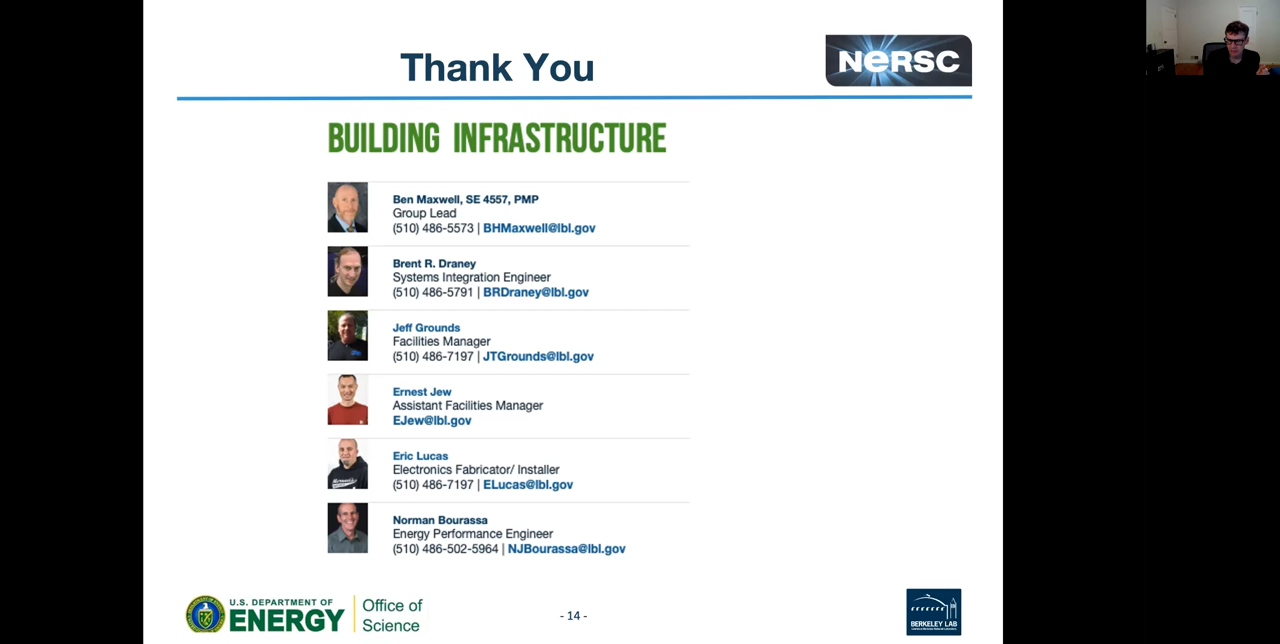 Thank You
NERSC
BUILDING INFRASTRUCTURE
Ben Maxwell, SE 4557, PMP
Group Lead
(510) 486-5573 | BHMaxwell@lbl.gov
Brent R. Draney
Systems Integration Engineer
(510) 486-5791 | BRDraney@lbl.gov
Jeff Grounds
Facilities Manager
(510) 486-7197 | JTGrounds@lbl.gov
Ernest Jew
Assistant Facilities Manager
EJew@lbl.gov
Eric Lucas
Electronics Fabricator/ Installer
(510) 486-7197 | ELucas@lbl.gov
Norman Bourassa
Energy Performance Engineer
(510) 486-502-5964 | NJBourassa@lbl.gov
U.S. DEPARTMENT OF
ENERGY
Office of
Science
- 14 -
BERKELEY LAB